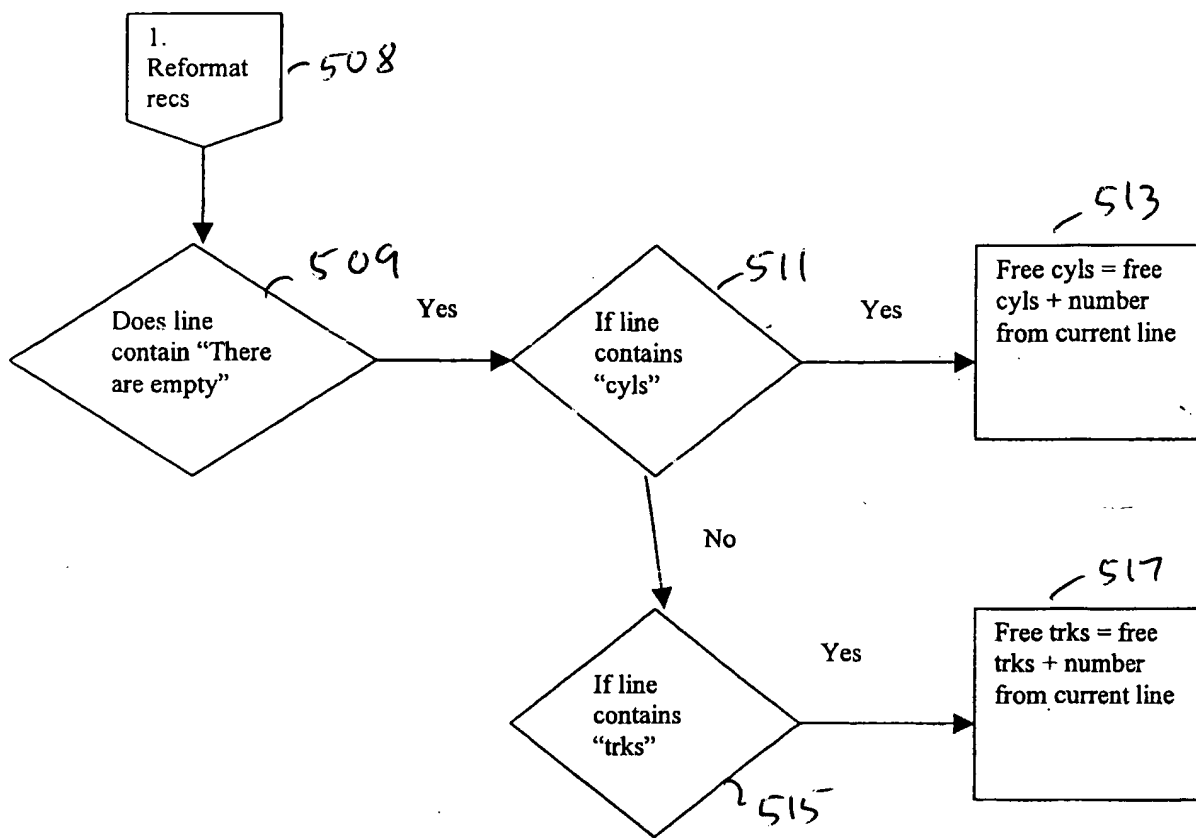 1.
Reformat
recs
508
509
Does line
contain “There
are empty”
Yes
511
If line
contains
“cyls”
Yes
513
Free cyls = free
cyls + number
from current line
No
If line
contains
“trks”
515
Yes
517
Free trks = free
trks + number
from current line